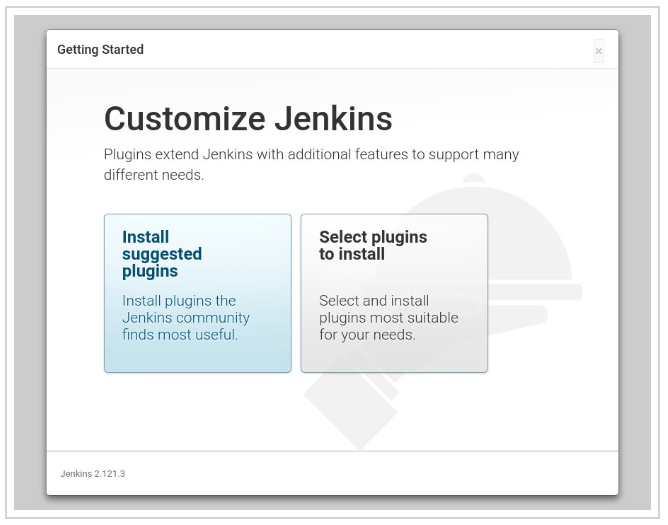 Getting Started
×
Customize Jenkins
Plugins extend Jenkins with additional features to support many
different needs.
Install
suggested
plugins
Install plugins the
Jenkins community
finds most useful.
Select plugins
to install
Select and install
plugins most suitable
for your needs.
Jenkins 2.121.3